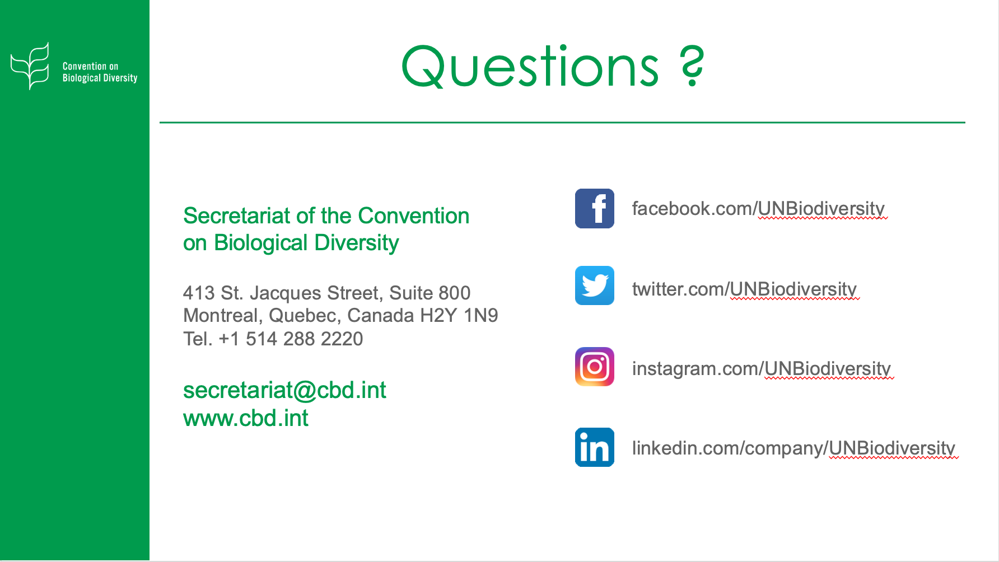 Convention on
Biological Diversity
Questions ?
Secretariat of the Convention
on Biological Diversity
413 St. Jacques Street, Suite 800
Montreal, Quebec, Canada H2Y 1N9
Tel. +1 514 288 2220
secretariat@cbd.int
www.cbd.int
facebook.com/UNBiodiversity
twitter.com/UNBiodiversity
instagram.com/UNBiodiversity
linkedin.com/company/UNBiodiversity